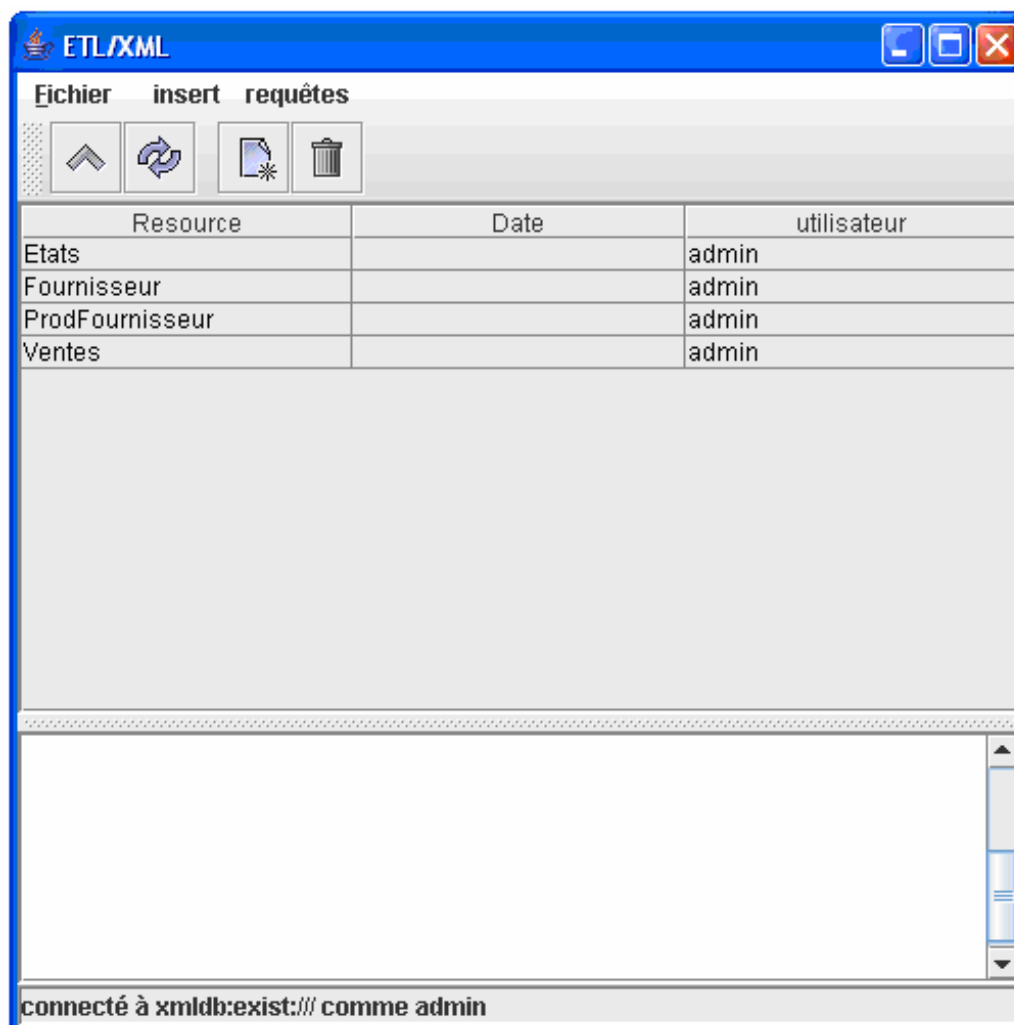 ETL/XML
Fichier insert requêtes
Resource Date utilisateur
Etats admin
Fournisseur admin
ProdFournisseur admin
Ventes admin
connecté à xmldb:exist:/// comme admin